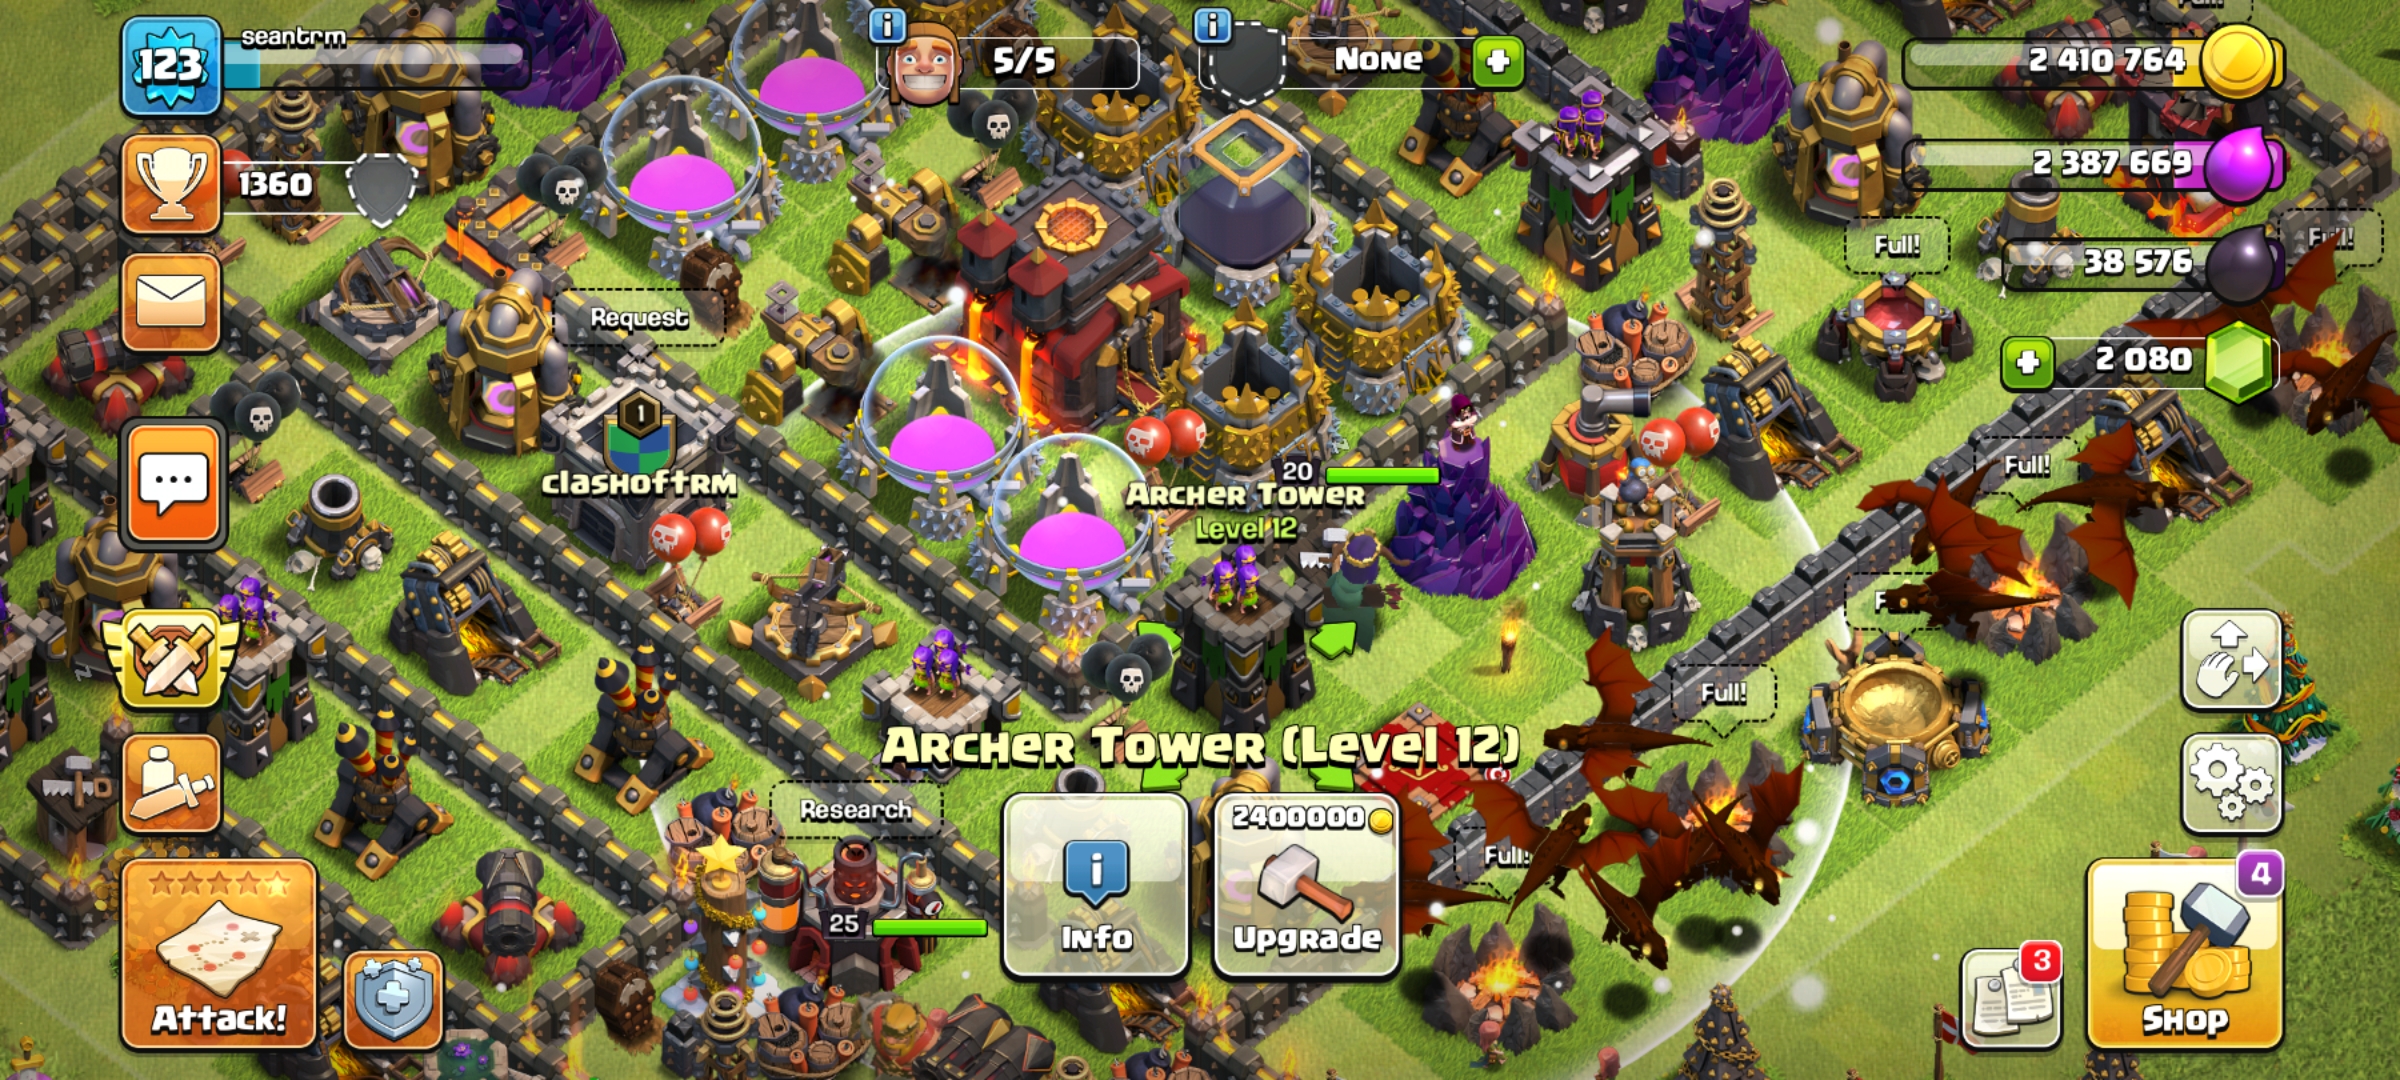 Full!
123
seantrm
5/5
None
2 410 764
1360
2 387 669
Full!
Full!
38 576
Request
2 080
1
clashoftRM
20
Archer Tower
Level 12
Full!
Full!
Archer Tower (Level 12)
Research
2400000
Full!
25
Info
Upgrade
4
3
Attack!
Shop